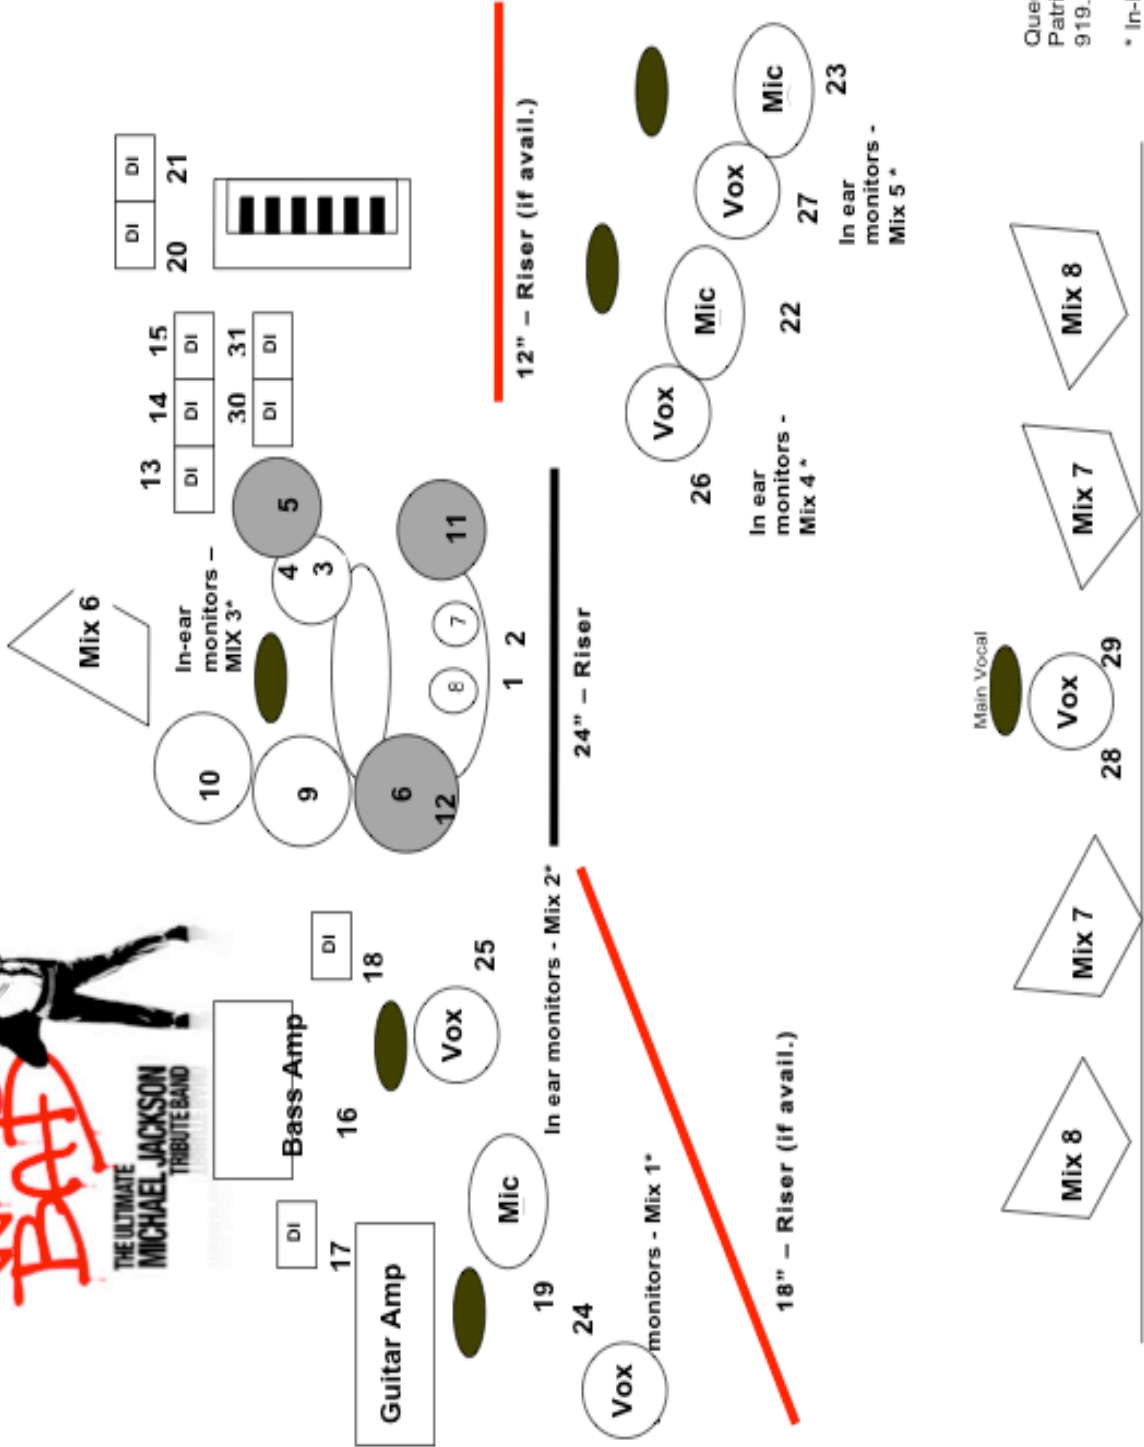 BAD
THE ULTIMATE
MICHAEL JACKSON
TRIBUTE BAND
Guitar Amp
DI
17
Bass Amp
16
DI
18
Mic
19
Vox
24
monitors - Mix 1*
Vox
25
In ear monitors - Mix 2*
18” – Riser (if avail.)
Mix 6
In-ear
monitors –
MIX 3*
10
9
6
12
8
7
1
2
4
3
5
11
24” – Riser
13
14
15
DI
DI
DI
30
31
DI
DI
DI
DI
20
21
12” – Riser (if avail.)
Vox
Mic
26
22
In ear
monitors -
Mix 4 *
Vox
Mic
27
23
In ear
monitors -
Mix 5 *
Main Vocal
Vox
28
29
Mix 8
Mix 7
Mix 7
Mix 8
919.